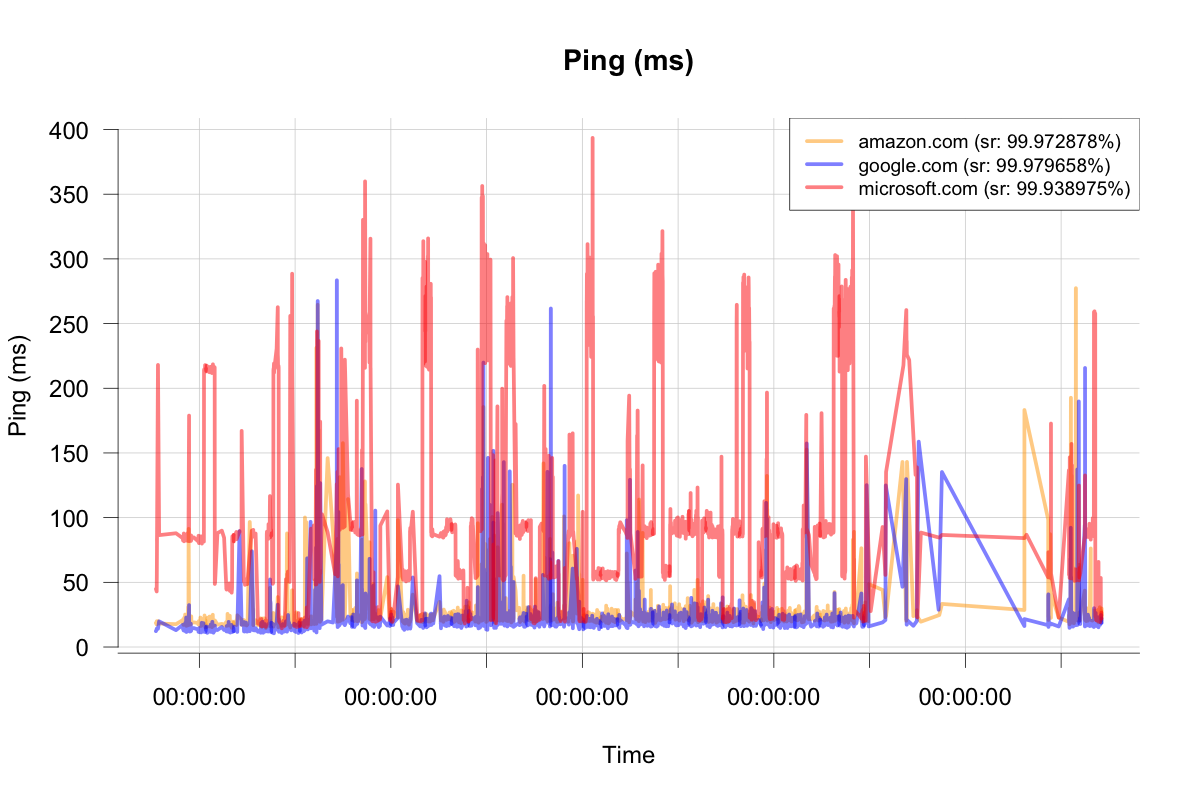 Ping (ms)
amazon.com (sr: 99.972878%)
google.com (sr: 99.979658%)
microsoft.com (sr: 99.938975%)
Ping (ms)
400
350
300
250
200
150
100
50
0
00:00:00 00:00:00 00:00:00 00:00:00 00:00:00
Time